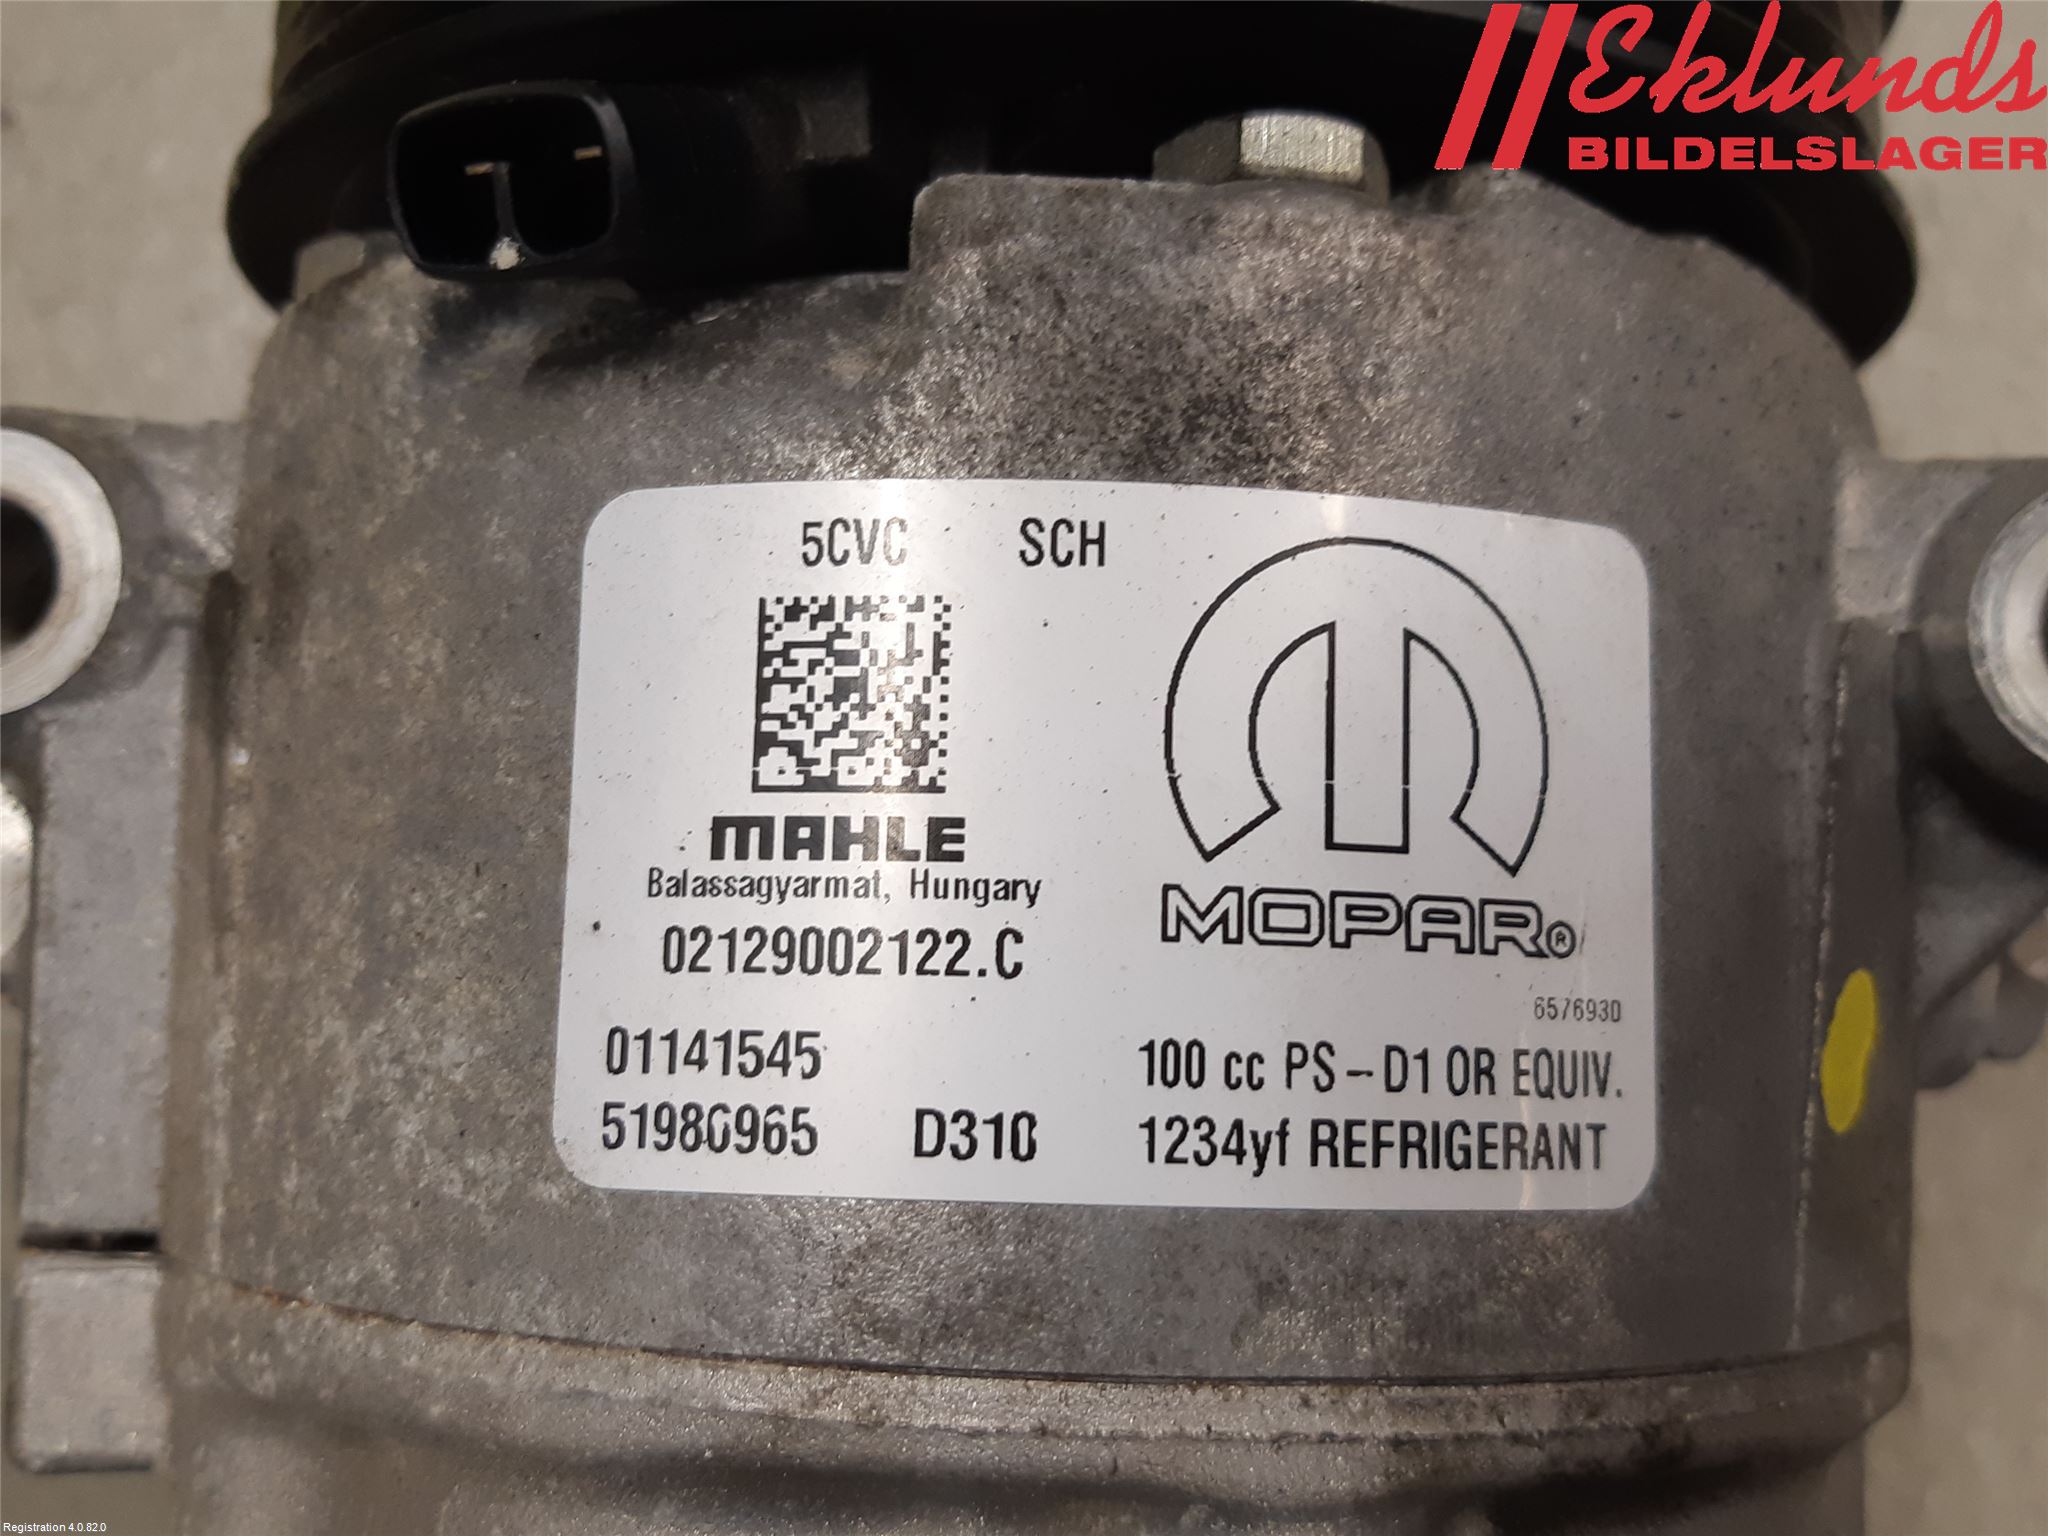 Eklunds
BILDELSLAGER
5CVC SCH
MAHLE
Balassagyarmat, Hungary
02129002122.C
MOPAR®
6576930
01141545
100 cc PS-D1 OR EQUIV.
51980965 D310
1234yf REFRIGERANT
Registration 4.0.82.0